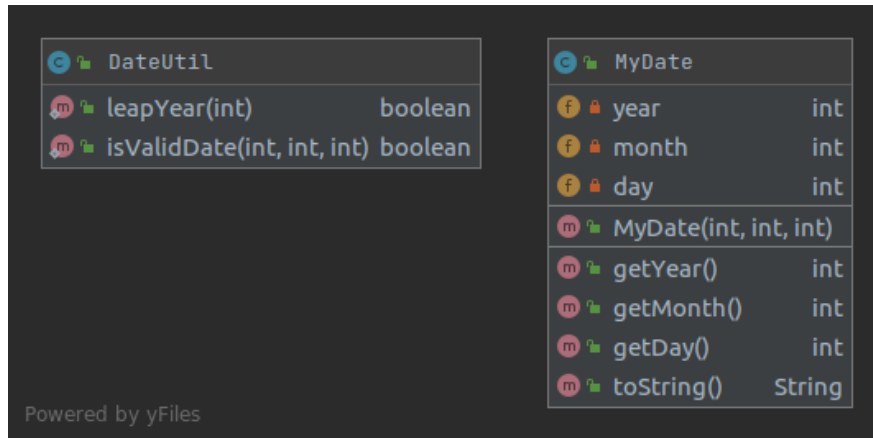 DateUtil
leapYear(int) boolean
isValidDate(int, int, int) boolean
MyDate
year int
month int
day int
MyDate(int, int, int)
getYear() int
getMonth() int
getDay() int
toString() String
Powered by yFiles